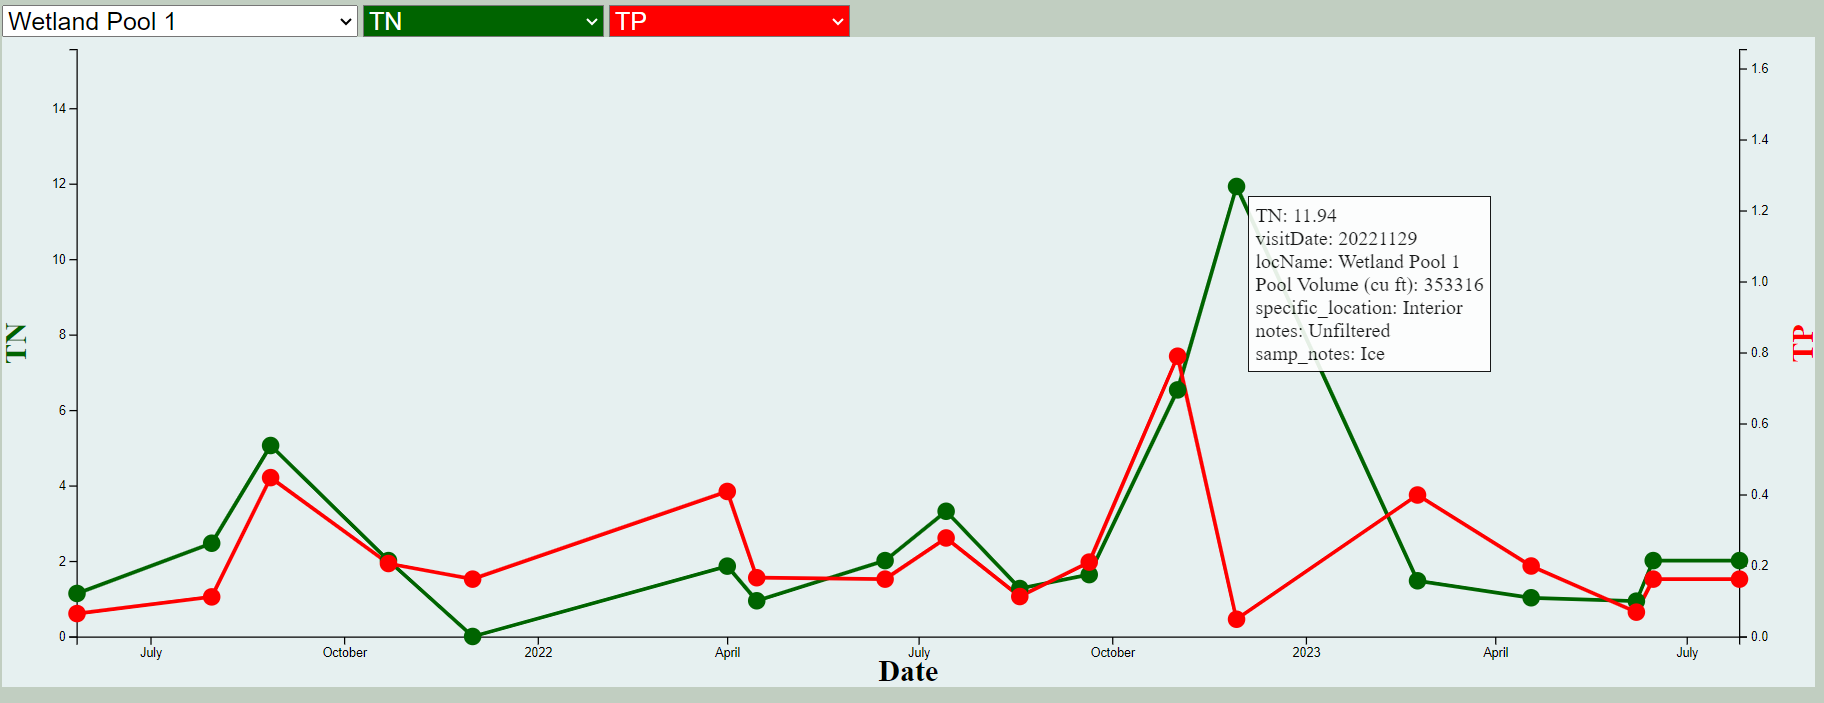 Wetland Pool 1 TN TP
14
12
10
8
6
4
2
0
TN
1.6
1.4
1.2
1.0
0.8
0.6
0.4
0.2
0.0
TP
TN: 11.94
visitDate: 20221129
locName: Wetland Pool 1
Pool Volume (cu ft): 353316
specific_location: Interior
notes: Unfiltered
samp_notes: Ice
July October 2022 April July October 2023 April July
Date